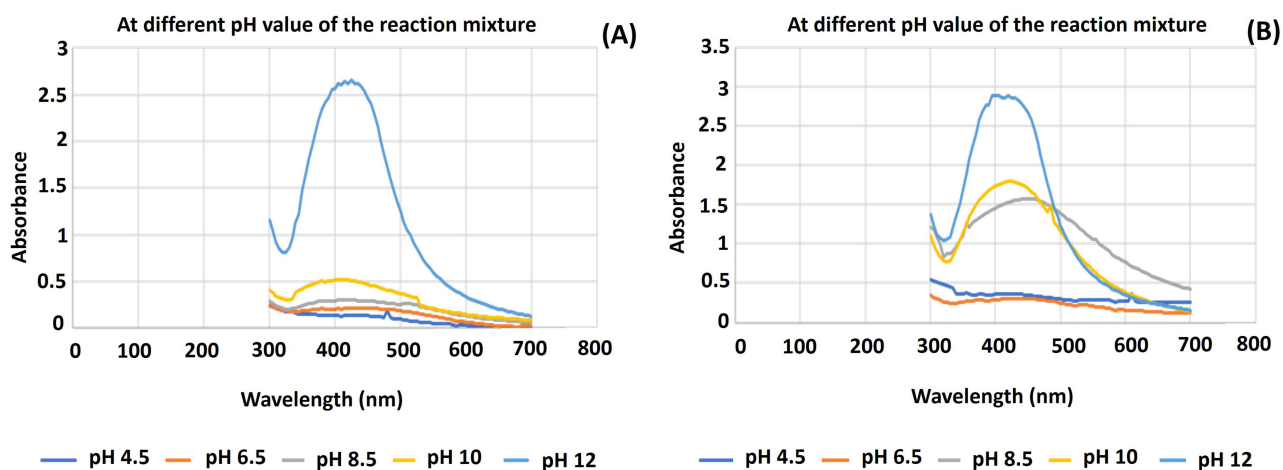 At different pH value of the reaction mixture
(A)
3
2.5
2
1.5
1
0.5
0
Absorbance
0 100 200 300 400 500 600 700 800
Wavelength (nm)
pH 4.5 pH 6.5 pH 8.5 pH 10 pH 12
At different pH value of the reaction mixture
(B)
3.5
3
2.5
2
1.5
1
0.5
0
Absorbance
0 100 200 300 400 500 600 700 800
Wavelength (nm)
pH 4.5 pH 6.5 pH 8.5 pH 10 pH 12